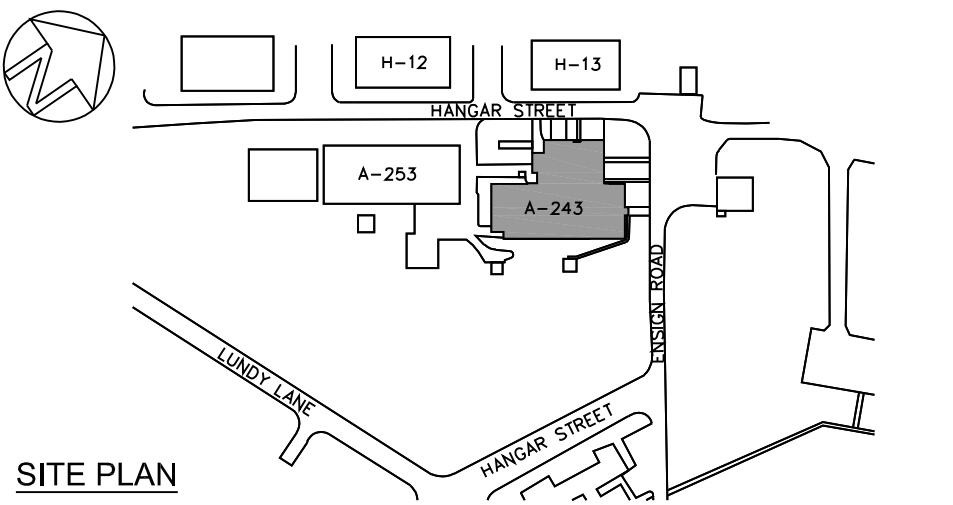 H-12
H-13
HANGAR STREET
A-253
A-243
ENSIGN ROAD
LUNDY LANE
HANGAR STREET
SITE PLAN
N